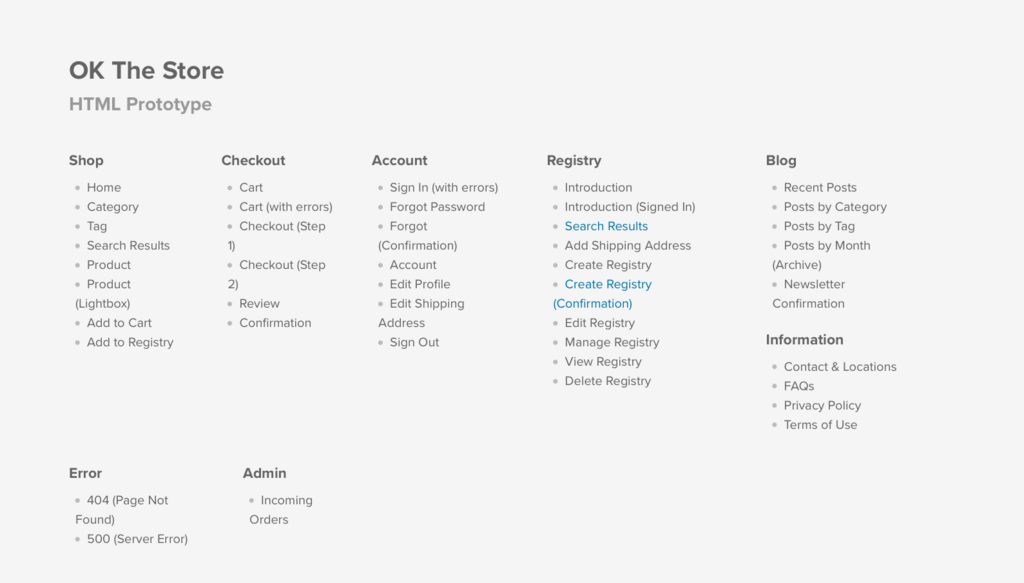 OK The Store
HTML Prototype
Shop
Home
Category
Tag
Search Results
Product
Product
(Lightbox)
Add to Cart
Add to Registry
Checkout
Cart
Cart (with errors)
Checkout (Step
1)
Checkout (Step
2)
Review
Confirmation
Account
Sign In (with errors)
Forgot Password
Forgot
(Confirmation)
Account
Edit Profile
Edit Shipping
Address
Sign Out
Registry
Introduction
Introduction (Signed In)
Search Results
Add Shipping Address
Create Registry
Create Registry
(Confirmation)
Edit Registry
Manage Registry
View Registry
Delete Registry
Blog
Recent Posts
Posts by Category
Posts by Tag
Posts by Month
(Archive)
Newsletter
Confirmation
Information
Contact & Locations
FAQs
Privacy Policy
Terms of Use
Error
404 (Page Not
Found)
500 (Server Error)
Admin
Incoming
Orders